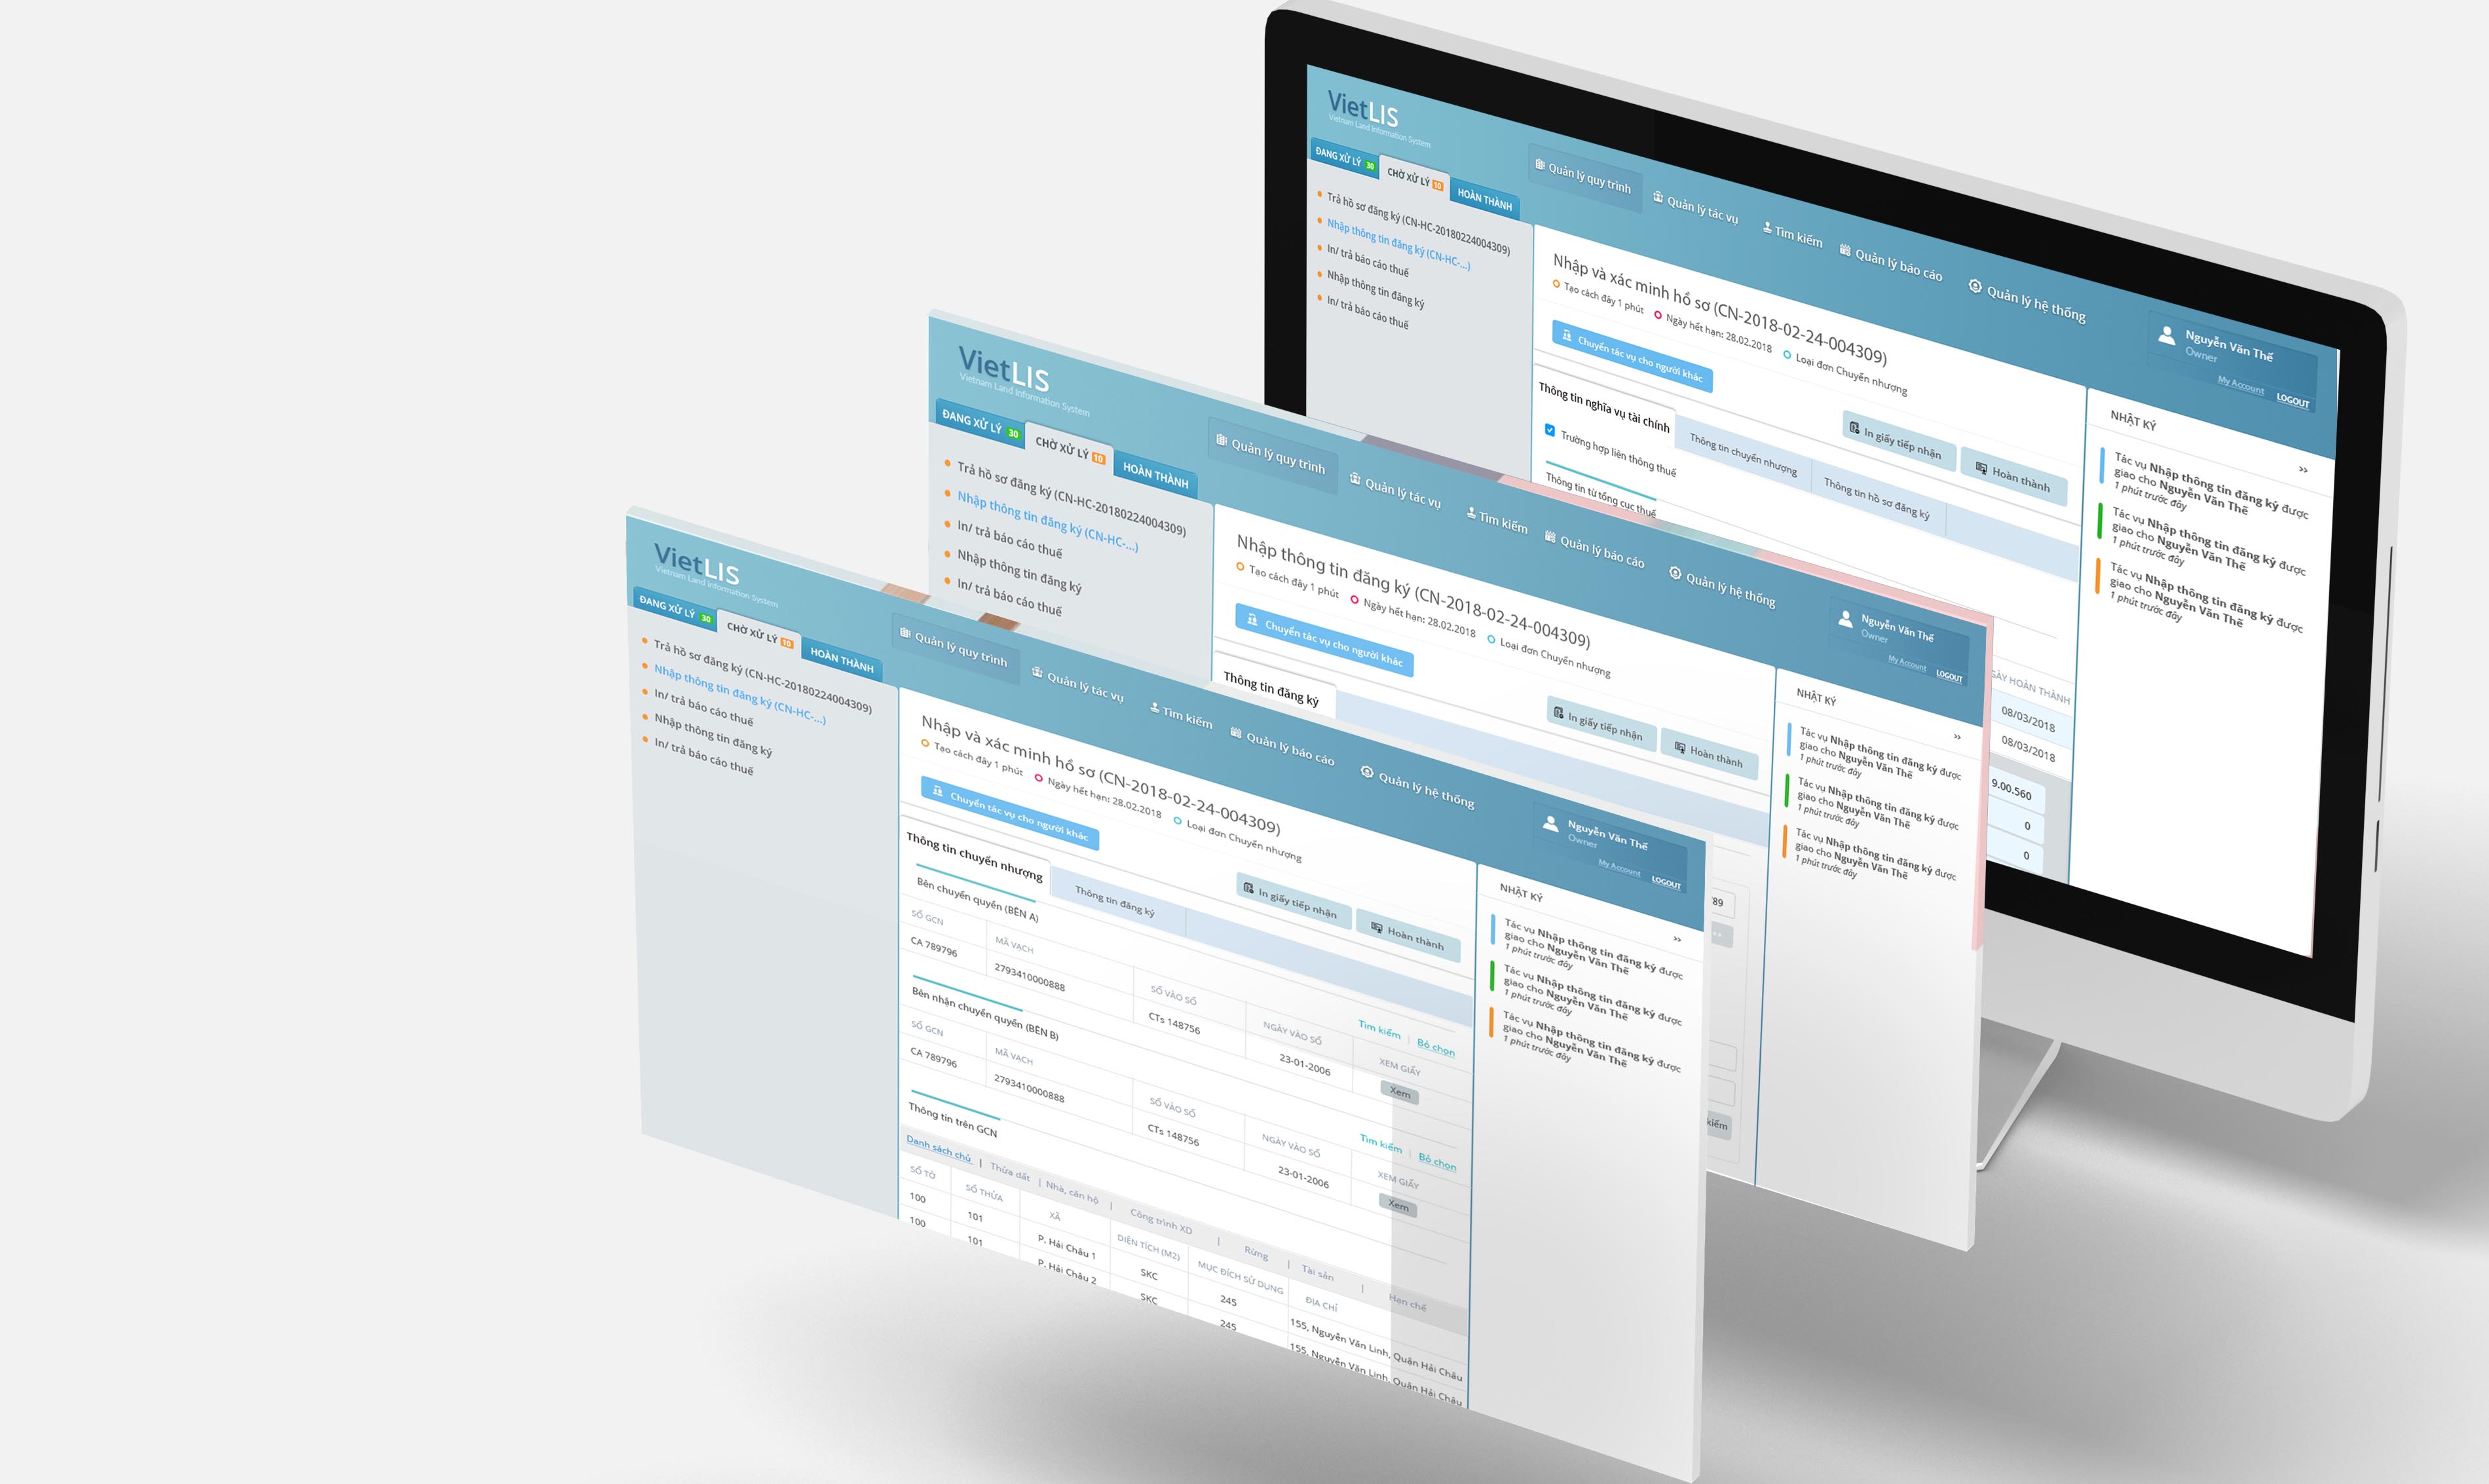 VietLIS
Vietnam Land Information System
ĐANG XỬ LÝ 30
CHỜ XỬ LÝ 10
HOÀN THÀNH
Trả hồ sơ đăng ký (CN-HC-20180224004309)
Nhập thông tin đăng ký (CN-HC-...)
In/ trả báo cáo thuế
Nhập thông tin đăng ký
In/ trả báo cáo thuế
Quản lý quy trình
Quản lý tác vụ
Tìm kiếm
Quản lý báo cáo
Quản lý hệ thống
Nguyễn Văn Thế
Owner
My Account
LOGOUT
Nhập và xác minh hồ sơ (CN-2018-02-24-004309)
Tạo cách đây 1 phút
Ngày hết hạn: 28.02.2018
Loại đơn Chuyển nhượng
Chuyển tác vụ cho người khác
In giấy tiếp nhận
Hoàn thành
Thông tin nghĩa vụ tài chính
Thông tin chuyển nhượng
Thông tin hồ sơ đăng ký
Trường hợp liên thông thuế
Thông tin từ tổng cục thuế
GÀY HOÀN THÀNH
08/03/2018
08/03/2018
9.00.560
0
0
NHẬT KÝ
»
Tác vụ Nhập thông tin đăng ký được
giao cho Nguyễn Văn Thế
1 phút trước đây
Tác vụ Nhập thông tin đăng ký được
giao cho Nguyễn Văn Thế
1 phút trước đây
Tác vụ Nhập thông tin đăng ký được
giao cho Nguyễn Văn Thế
1 phút trước đây
VietLIS
Vietnam Land Information System
ĐANG XỬ LÝ 30
CHỜ XỬ LÝ 10
HOÀN THÀNH
Trả hồ sơ đăng ký (CN-HC-20180224004309)
Nhập thông tin đăng ký (CN-HC-...)
In/ trả báo cáo thuế
Nhập thông tin đăng ký
In/ trả báo cáo thuế
Quản lý quy trình
Quản lý tác vụ
Tìm kiếm
Quản lý báo cáo
Quản lý hệ thống
Nguyễn Văn Thế
Owner
My Account
LOGOUT
Nhập thông tin đăng ký (CN-2018-02-24-004309)
Tạo cách đây 1 phút
Ngày hết hạn: 28.02.2018
Loại đơn Chuyển nhượng
Chuyển tác vụ cho người khác
In giấy tiếp nhận
Hoàn thành
Thông tin đăng ký
89
kiếm
NHẬT KÝ
»
Tác vụ Nhập thông tin đăng ký được
giao cho Nguyễn Văn Thế
1 phút trước đây
Tác vụ Nhập thông tin đăng ký được
giao cho Nguyễn Văn Thế
1 phút trước đây
Tác vụ Nhập thông tin đăng ký được
giao cho Nguyễn Văn Thế
1 phút trước đây
VietLIS
Vietnam Land Information System
ĐANG XỬ LÝ 30
CHỜ XỬ LÝ 10
HOÀN THÀNH
Trả hồ sơ đăng ký (CN-HC-20180224004309)
Nhập thông tin đăng ký (CN-HC-...)
In/ trả báo cáo thuế
Nhập thông tin đăng ký
In/ trả báo cáo thuế
Quản lý quy trình
Quản lý tác vụ
Tìm kiếm
Quản lý báo cáo
Quản lý hệ thống
Nguyễn Văn Thế
Owner
My Account
LOGOUT
Nhập và xác minh hồ sơ (CN-2018-02-24-004309)
Tạo cách đây 1 phút
Ngày hết hạn: 28.02.2018
Loại đơn Chuyển nhượng
Chuyển tác vụ cho người khác
In giấy tiếp nhận
Hoàn thành
Thông tin chuyển nhượng
Thông tin đăng ký
Bên chuyển quyền (BÊN A)
Tìm kiếm | Bỏ chọn
SỐ GCN MÃ VẠCH SỐ VÀO SỔ NGÀY VÀO SỔ XEM GIẤY
CA 789796 2793410000888 CTs 148756 23-01-2006 Xem
Bên nhận chuyển quyền (BÊN B)
Tìm kiếm | Bỏ chọn
SỐ GCN MÃ VẠCH SỐ VÀO SỔ NGÀY VÀO SỔ XEM GIẤY
CA 789796 2793410000888 CTs 148756 23-01-2006 Xem
Thông tin trên GCN
Danh sách chủ | Thửa đất | Nhà, căn hộ | Công trình XD | Rừng | Tài sản | Hạn chế
SỐ TỜ SỐ THỬA XÃ DIỆN TÍCH (M2) MỤC ĐÍCH SỬ DỤNG ĐỊA CHỈ
100 101 P. Hải Châu 1 SKC 245 155, Nguyễn Văn Linh, Quận Hải Châu
100 101 P. Hải Châu 2 SKC 245 155, Nguyễn Văn Linh, Quận Hải Châu
NHẬT KÝ
»
Tác vụ Nhập thông tin đăng ký được
giao cho Nguyễn Văn Thế
1 phút trước đây
Tác vụ Nhập thông tin đăng ký được
giao cho Nguyễn Văn Thế
1 phút trước đây
Tác vụ Nhập thông tin đăng ký được
giao cho Nguyễn Văn Thế
1 phút trước đây